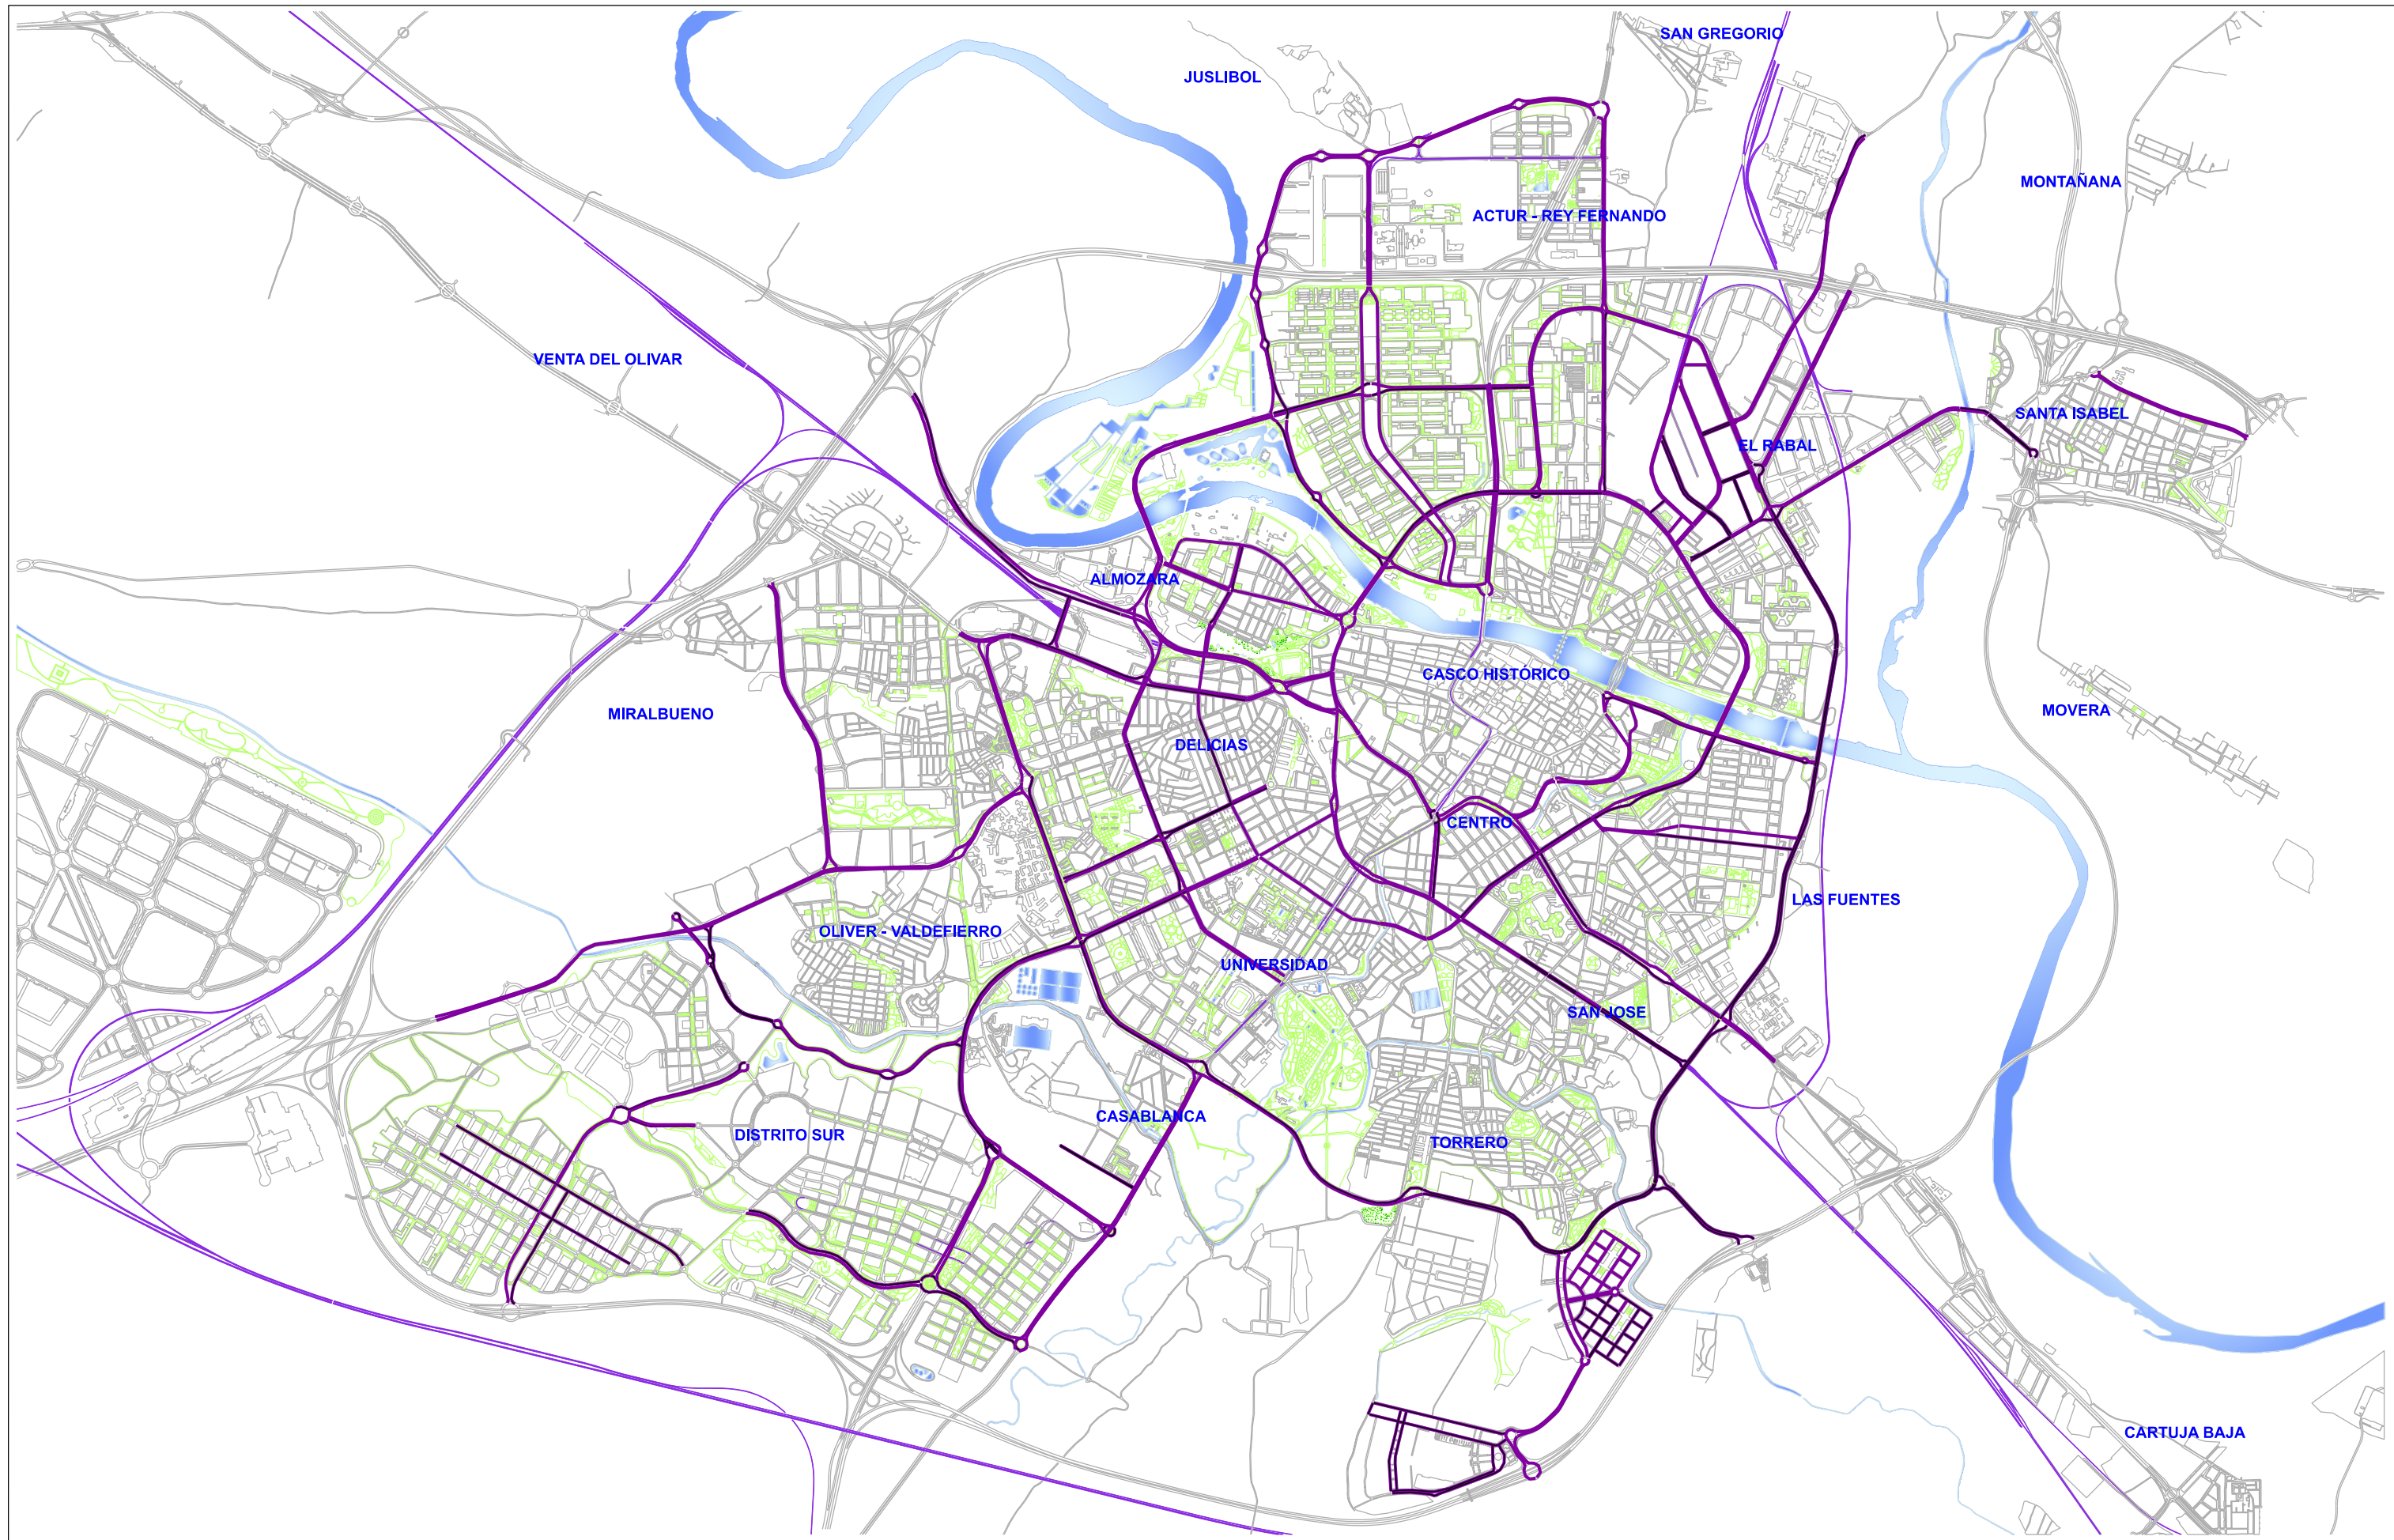 SAN GREGORIO
JUSLIBOL
MONTAÑANA
ACTUR - REY FERNANDO
VENTA DEL OLIVAR
SANTA ISABEL
EL RABAL
ALMOZARA
CASCO HISTÓRICO
MIRALBUENO
MOVERA
DELICIAS
CENTRO
LAS FUENTES
OLIVER - VALDEFIERRO
UNIVERSIDAD
SAN JOSE
CASABLANCA
DISTRITO SUR
TORRERO
CARTUJA BAJA